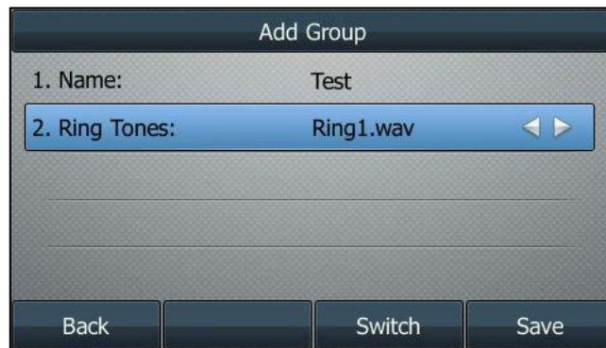 Add Group
1. Name: Test
2. Ring Tones: Ring1.wav
Back Switch Save